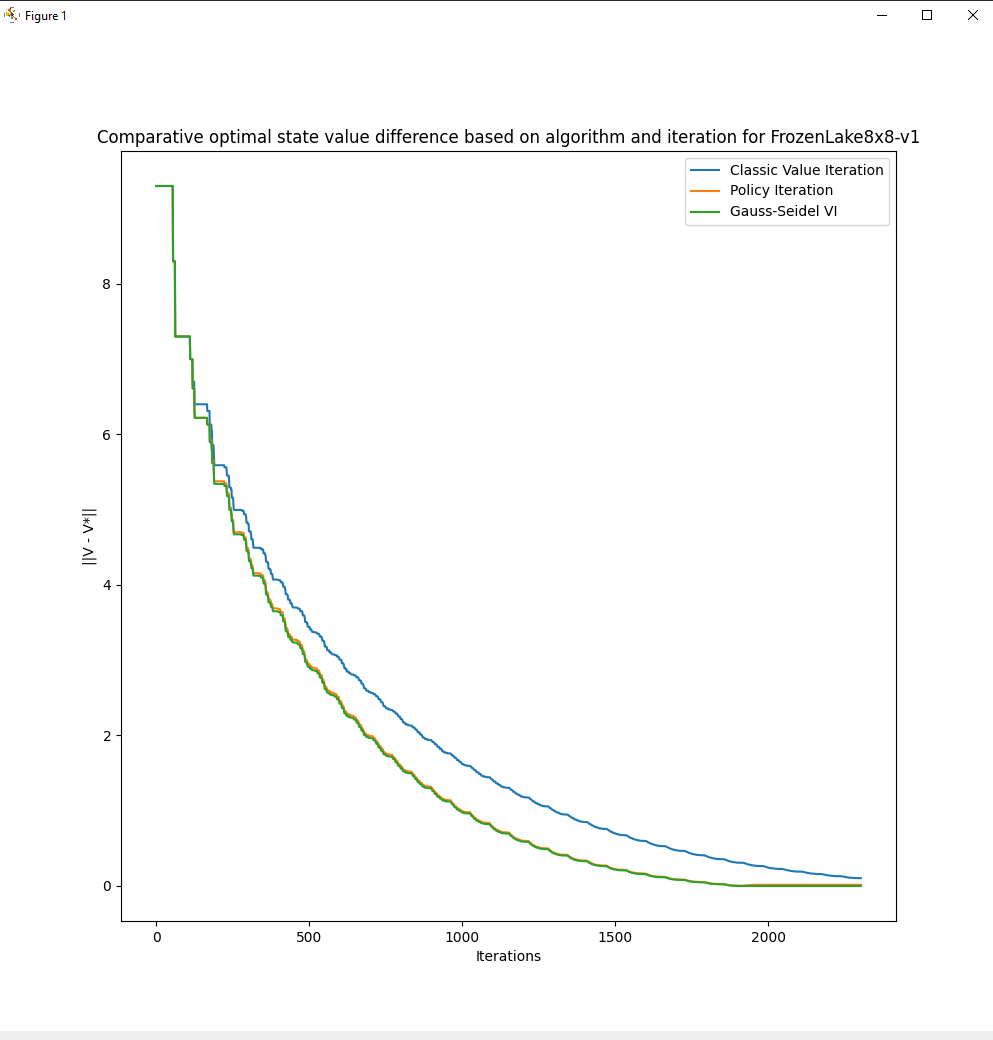 Figure 1
Comparative optimal state value difference based on algorithm and iteration for FrozenLake8x8-v1
Classic Value Iteration
Policy Iteration
Gauss-Seidel VI
8
6
4
2
0
||V - V*||
0 500 1000 1500 2000
Iterations